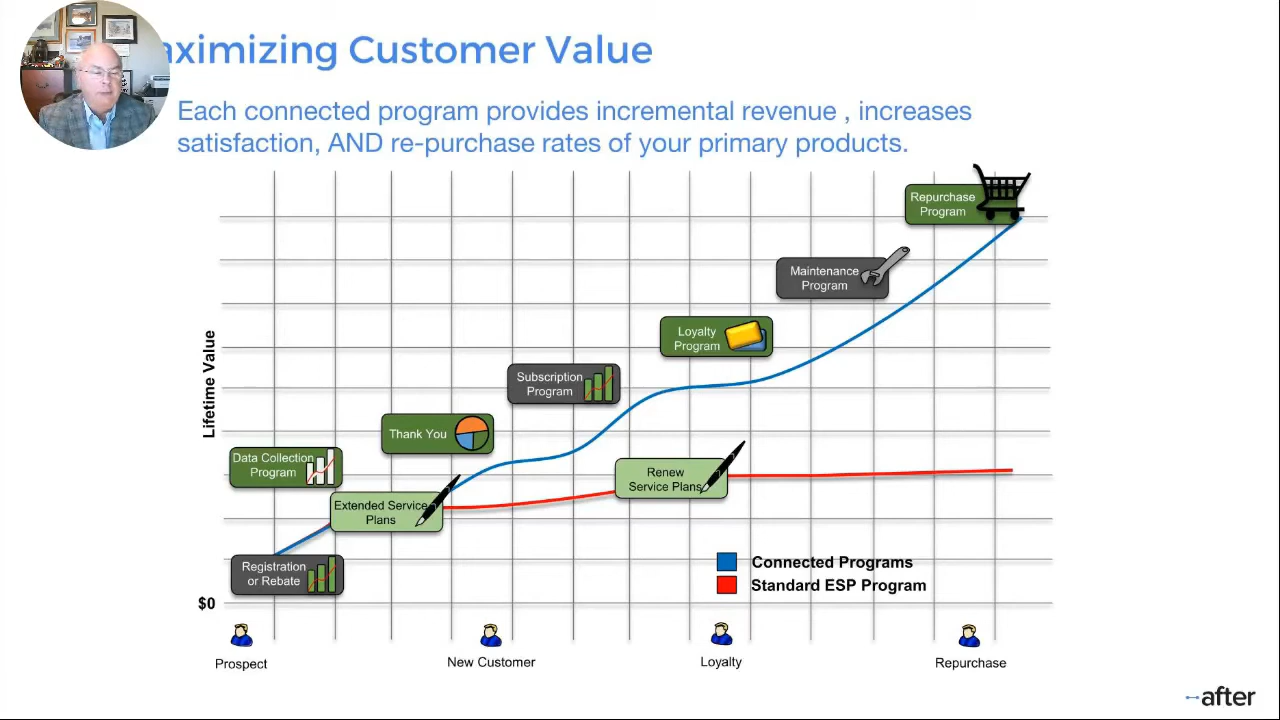 aximizing Customer Value
Each connected program provides incremental revenue , increases
satisfaction, AND re-purchase rates of your primary products.
Repurchase
Program
Maintenance
Program
Loyalty
Program
Subscription
Program
Thank You
Data Collection
Program
Renew
Service Plans
Extended Service
Plans
Registration
or Rebate
Lifetime Value
$0
Connected Programs
Standard ESP Program
Prospect
New Customer
Loyalty
Repurchase
after